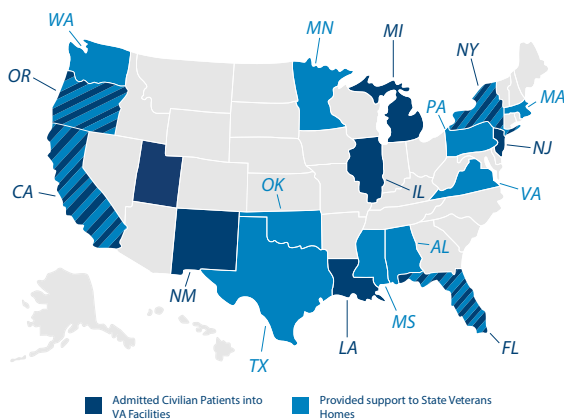 WA
MN
MI
NY
OR
PA
MA
NJ
OK
IL
CA
VA
AL
NM
MS
LA
FL
TX
Admitted Civilian Patients into
VA Facilities
Provided support to State Veterans
Homes